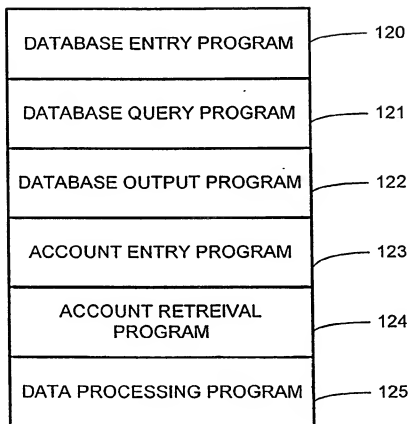 DATABASE ENTRY PROGRAM 120
DATABASE QUERY PROGRAM 121
DATABASE OUTPUT PROGRAM 122
ACCOUNT ENTRY PROGRAM 123
ACCOUNT RETREIVAL
PROGRAM 124
DATA PROCESSING PROGRAM 125